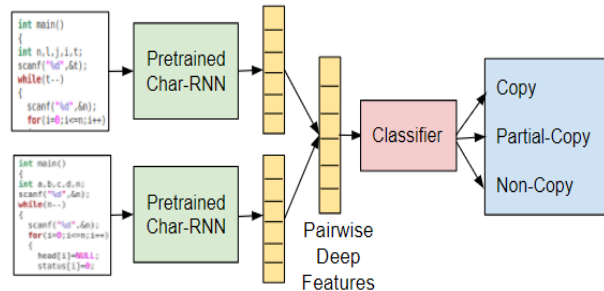 int main()
{
int n,l,j,i,t;
scanf("%d",&t);
while(t--)
{
scanf("%d",&n);
for(i=0;i<=n;i++)
Pretrained
Char-RNN
int main()
{
int a,b,c,d,n;
scanf("%d",&n);
while(n--)
{
scanf("%d",&n);
for(i=0;i<=n;i++)
{
head[i]=NULL;
status[i]=0;
Pretrained
Char-RNN
Pairwise
Deep
Features
Classifier
Copy
Partial-Copy
Non-Copy